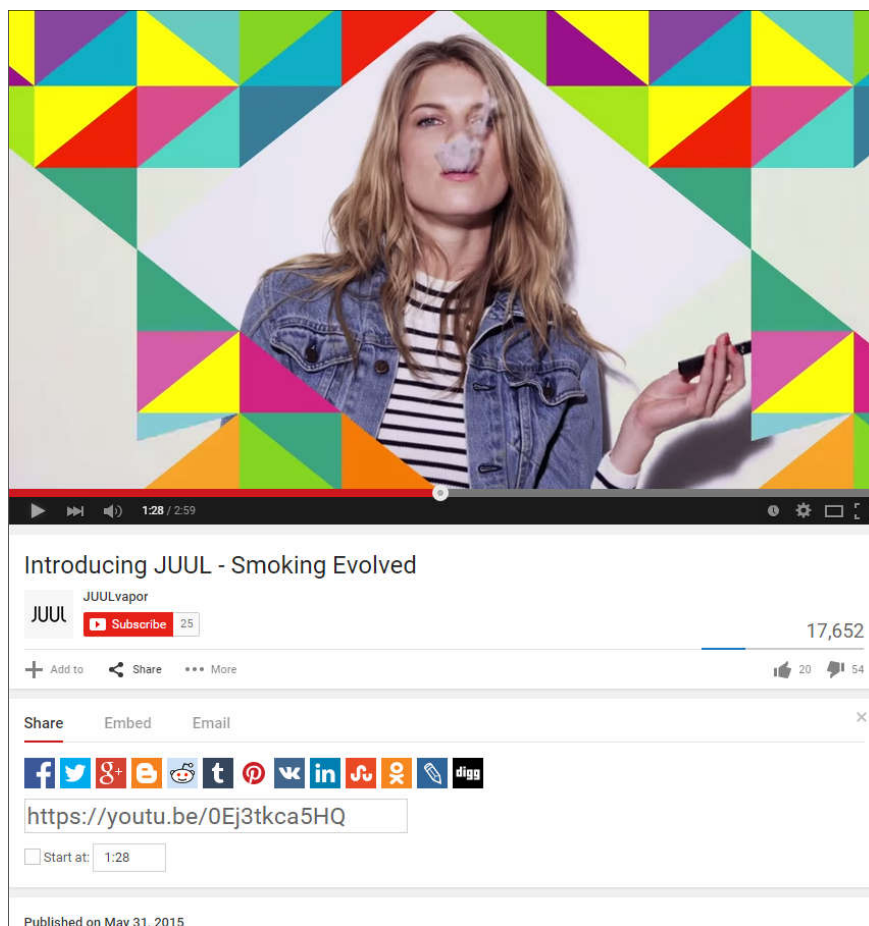 1:28 / 2:59
Introducing JUUL - Smoking Evolved
JUUL
JUULvapor
Subscribe 25
17,652
Add to Share More 20 54
Share Embed Email
digg
https://youtu.be/0Ej3tkca5HQ
Start at: 1:28
Published on May 31, 2015